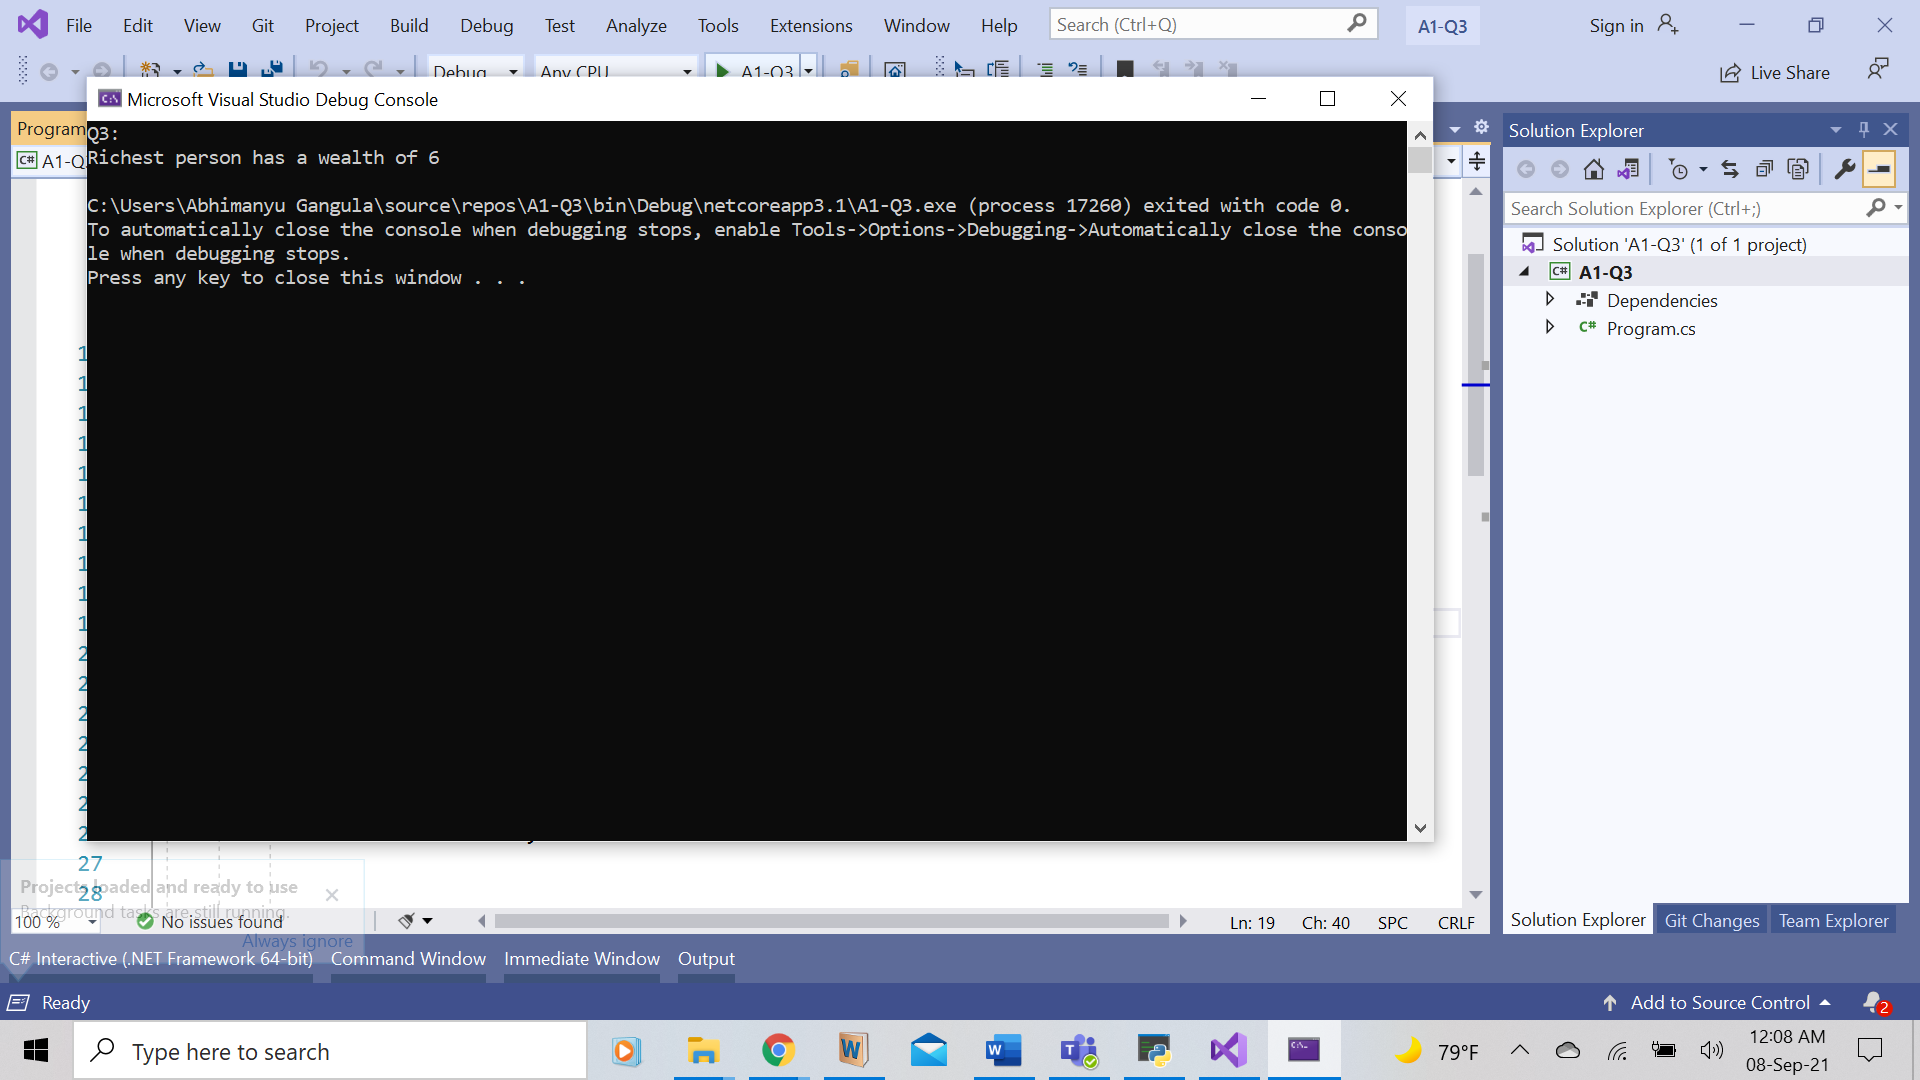 File Edit View Git Project Build Debug Test Analyze Tools Extensions Window Help Search (Ctrl+Q) A1-Q3 Sign in
Debug Any CPU A1-Q3 Live Share
Microsoft Visual Studio Debug Console
Q3:
Richest person has a wealth of 6
C:\Users\Abhimanyu Gangula\source\repos\A1-Q3\bin\Debug\netcoreapp3.1\A1-Q3.exe (process 17260) exited with code 0.
To automatically close the console when debugging stops, enable Tools->Options->Debugging->Automatically close the conso
le when debugging stops.
Press any key to close this window . . .
Program
A1-Q
27
28
Projects loaded and ready to use
Background tasks are still running.
Always ignore
100 % No issues found Ln: 19 Ch: 40 SPC CRLF
Solution Explorer
Search Solution Explorer (Ctrl+;)
Solution 'A1-Q3' (1 of 1 project)
C# A1-Q3
Dependencies
C# Program.cs
Solution Explorer Git Changes Team Explorer
C# Interactive (.NET Framework 64-bit) Command Window Immediate Window Output
Ready Add to Source Control 2
Type here to search 79°F 12:08 AM
08-Sep-21